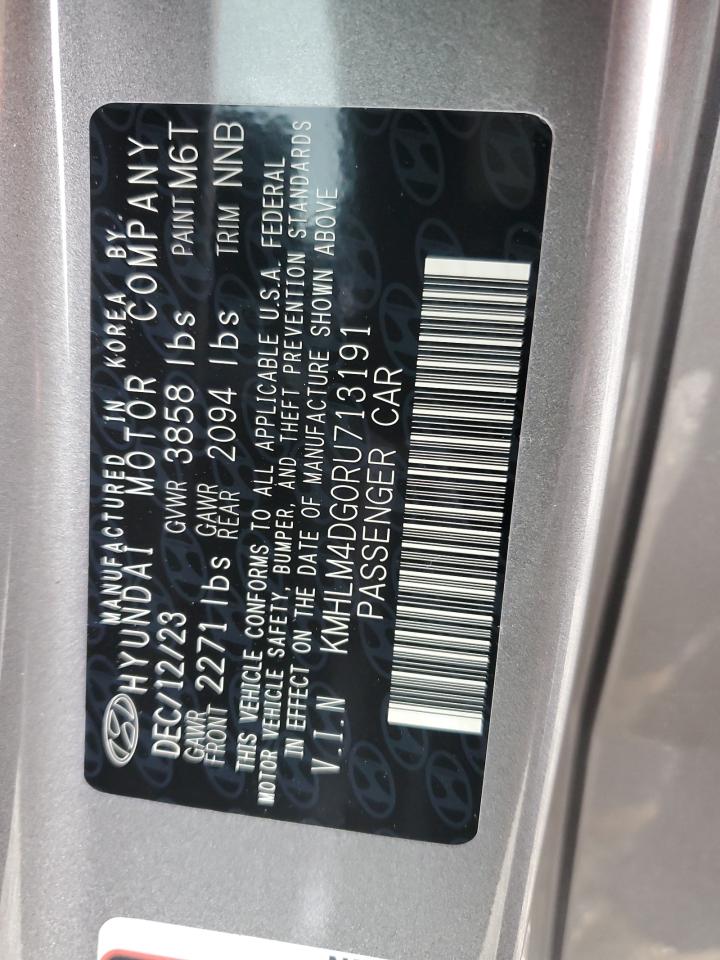 MANUFACTURED IN KOREA BY
HYUNDAI MOTOR COMPANY
DEC/12/23 GVWR 3858 lbs PAINT M6T
GAWR FRONT 2271 lbs GAWR REAR 2094 lbs TRIM NNB
THIS VEHICLE CONFORMS TO ALL APPLICABLE U.S.A. FEDERAL
MOTOR VEHICLE SAFETY, BUMPER, AND THEFT PREVENTION STANDARDS
IN EFFECT ON THE DATE OF MANUFACTURE SHOWN ABOVE
V.I.N KMHLM4DG0RU713191
PASSENGER CAR